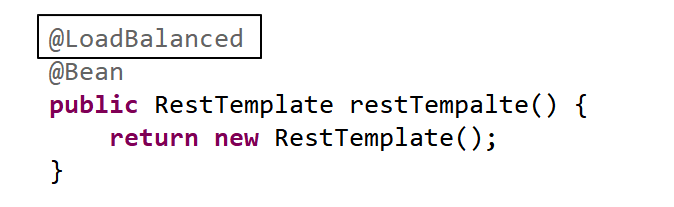 @LoadBalanced
@Bean
public RestTemplate restTempalte() {
    return new RestTemplate();
}